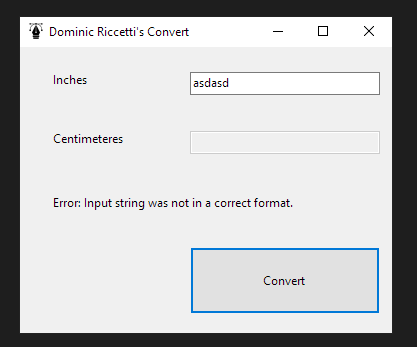 Dominic Riccetti's Convert
Inches
asdasd
Centimeteres
Error: Input string was not in a correct format.
Convert